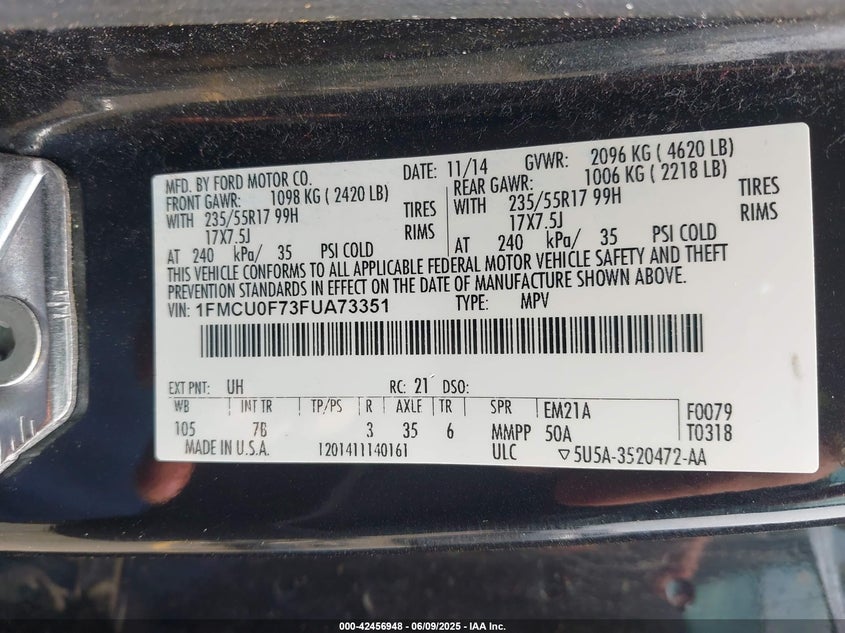 MFD. BY FORD MOTOR CO. DATE: 11/14 GVWR: 2096 KG ( 4620 LB)
FRONT GAWR: 1098 KG ( 2420 LB) REAR GAWR: 1006 KG ( 2218 LB)
WITH 235/55R17 99H TIRES WITH 235/55R17 99H TIRES
17X7.5J RIMS 17X7.5J RIMS
AT 240 kPa/ 35 PSI COLD AT 240 kPa/ 35 PSI COLD
THIS VEHICLE CONFORMS TO ALL APPLICABLE FEDERAL MOTOR VEHICLE SAFETY AND THEFT
PREVENTION STANDARDS IN EFFECT ON THE DATE OF MANUFACTURE SHOWN ABOVE.
VIN: 1FMCU0F73FUA73351 TYPE: MPV
EXT PNT: UH RC: 21 DSO:
WB INT TR TP/PS R AXLE TR SPR EM21A F0079
105 7B 3 35 6 MMPP 50A T0318
MADE IN U.S.A. 1201411140161 ULC ▽5U5A-3520472-AA
000-42456948 - 06/09/2025 - IAA Inc.